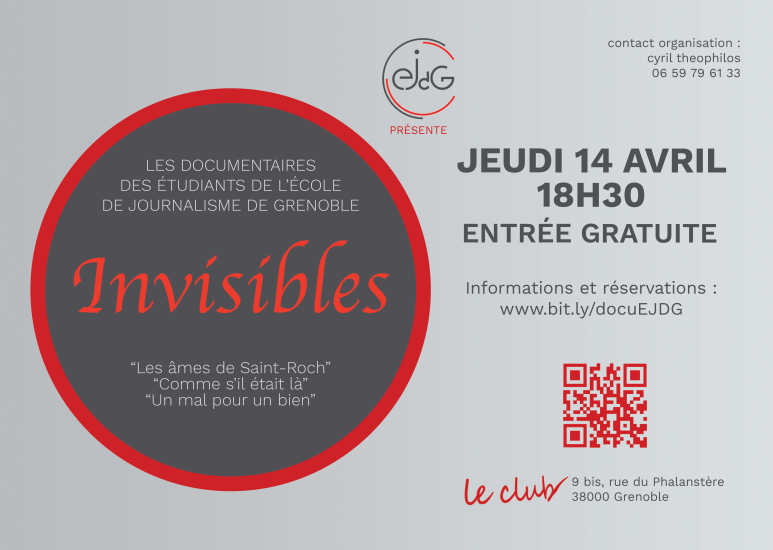 ejdG
PRÉSENTE
contact organisation :
cyril theophilos
06 59 79 61 33
LES DOCUMENTAIRES
DES ÉTUDIANTS DE L'ÉCOLE
DE JOURNALISME DE GRENOBLE
Invisibles
“Les âmes de Saint-Roch”
“Comme s'il était là”
“Un mal pour un bien”
JEUDI 14 AVRIL
18H30
ENTRÉE GRATUITE
Informations et réservations :
www.bit.ly/docuEJDG
le club
9 bis, rue du Phalanstère
38000 Grenoble